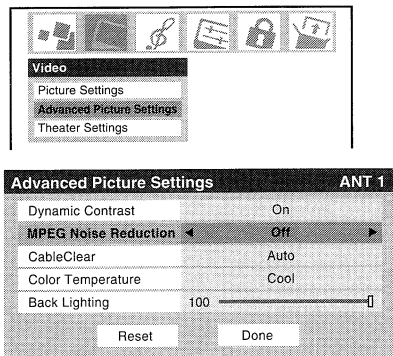 Video
Picture Settings
Advanced Picture Settings
Theater Settings
Advanced Picture Settings ANT 1
Dynamic Contrast On
MPEG Noise Reduction Off
CableClear Auto
Color Temperature Cool
Back Lighting 100
Reset Done